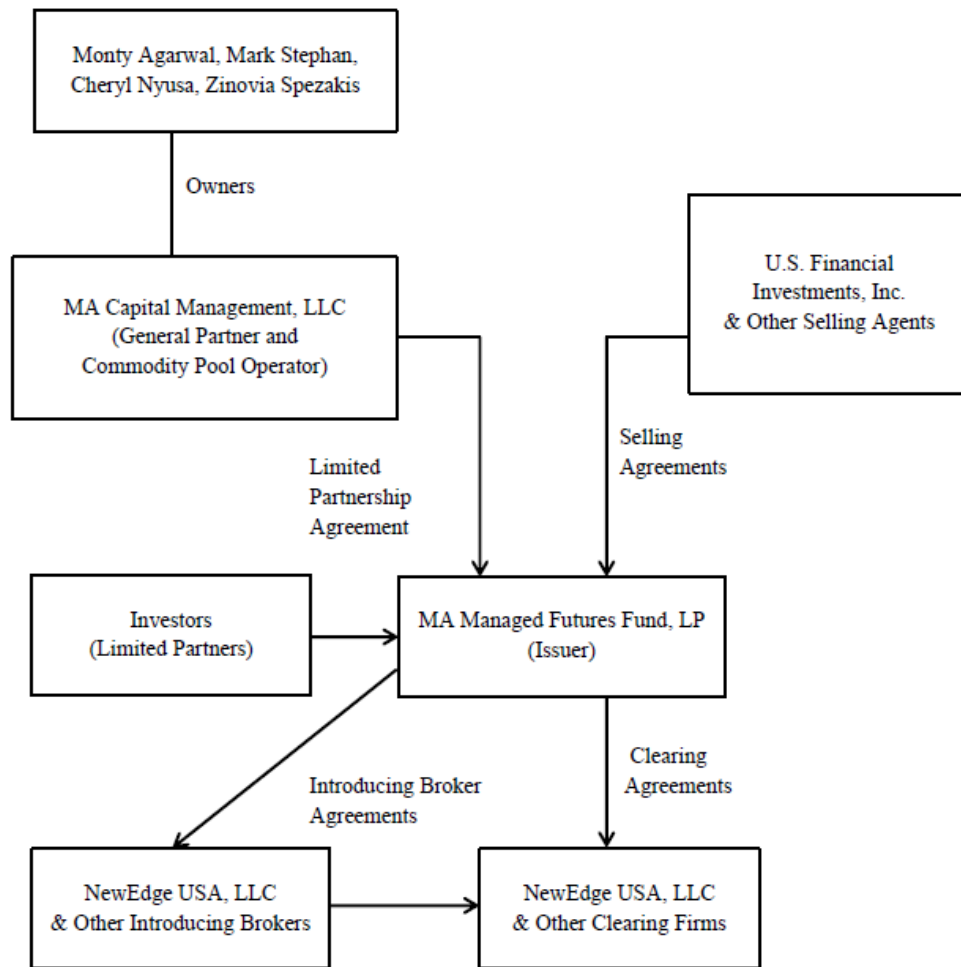 Monty Agarwal, Mark Stephan,
Cheryl Nyusa, Zinovia Spezakis
Owners
MA Capital Management, LLC
(General Partner and
Commodity Pool Operator)
U.S. Financial
Investments, Inc.
& Other Selling Agents
Limited
Partnership
Agreement
Selling
Agreements
Investors
(Limited Partners)
MA Managed Futures Fund, LP
(Issuer)
Introducing Broker
Agreements
Clearing
Agreements
NewEdge USA, LLC
& Other Introducing Brokers
NewEdge USA, LLC
& Other Clearing Firms